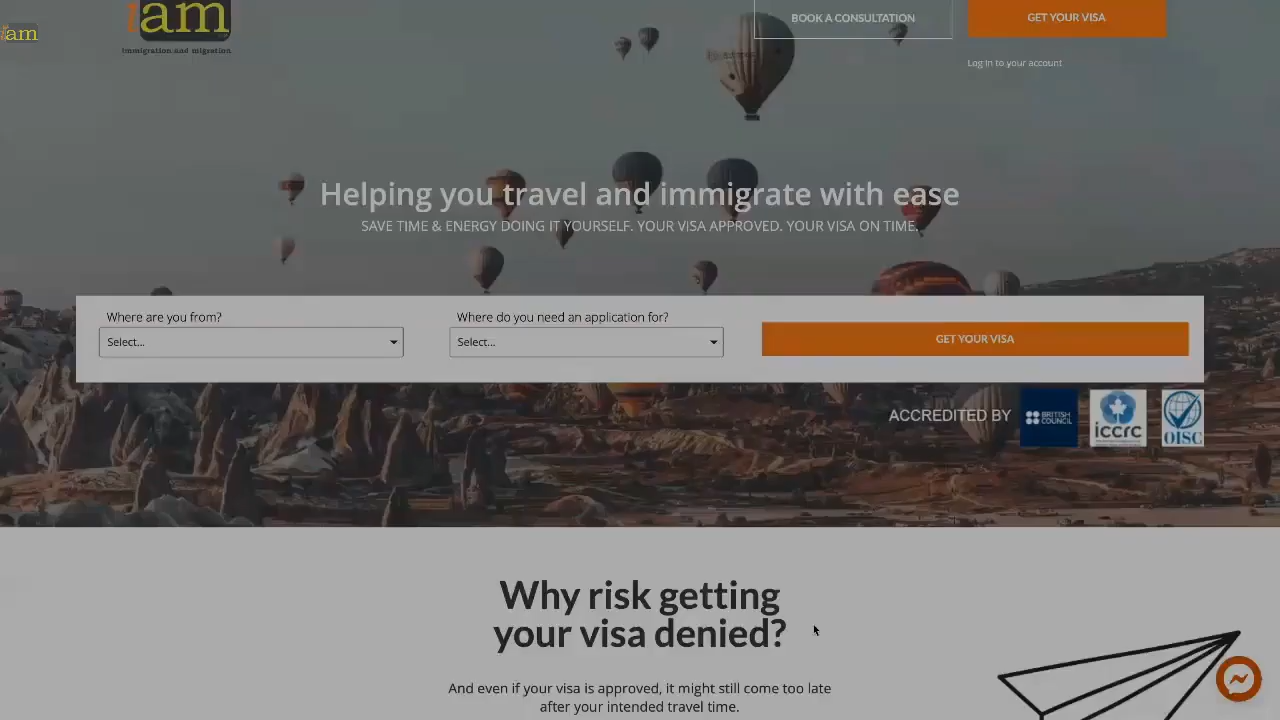 iam
iam
immigration and migration
BOOK A CONSULTATION
GET YOUR VISA
Log in to your account
Helping you travel and immigrate with ease
SAVE TIME & ENERGY DOING IT YOURSELF. YOUR VISA APPROVED. YOUR VISA ON TIME.
Where are you from?
Where do you need an application for?
Select...
Select...
GET YOUR VISA
ACCREDITED BY
BRITISH
COUNCIL
iccrc
OISC
Why risk getting
your visa denied?
And even if your visa is approved, it might still come too late
after your intended travel time.